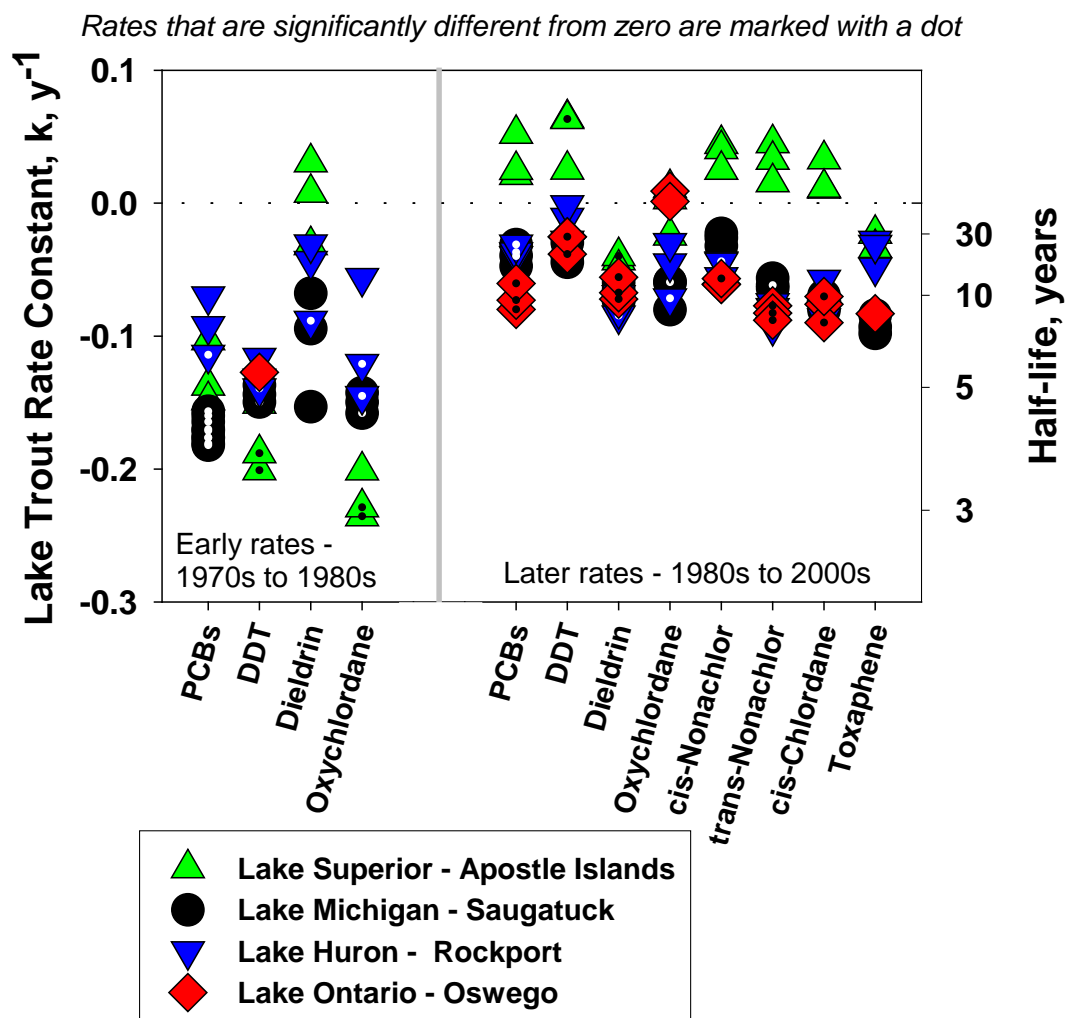 Rates that are significantly different from zero are marked with a dot
Lake Trout Rate Constant, k, y-1
0.1
0.0
-0.1
-0.2
-0.3
30
10
5
3
Half-life, years
Early rates -
1970s to 1980s
Later rates - 1980s to 2000s
PCBs
DDT
Dieldrin
Oxychlordane
PCBs
DDT
Dieldrin
Oxychlordane
cis-Nonachlor
trans-Nonachlor
cis-Chlordane
Toxaphene
Lake Superior - Apostle Islands
Lake Michigan - Saugatuck
Lake Huron - Rockport
Lake Ontario - Oswego